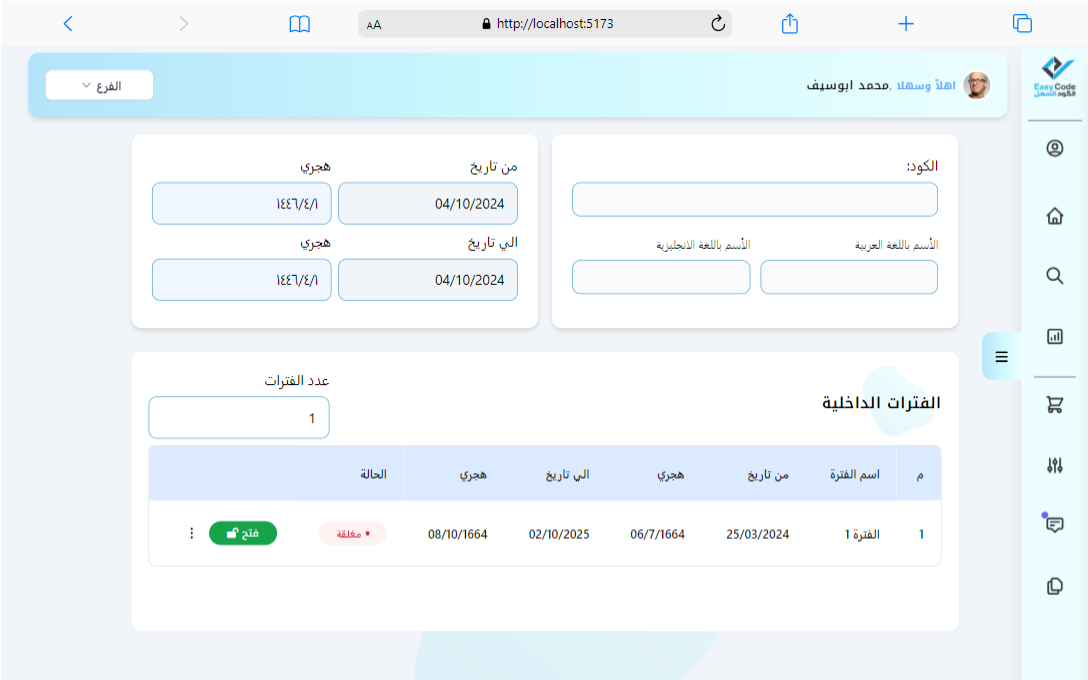 AA http://localhost:5173
Easy Code
الكود السهل
اهلاً وسهلا ,محمد ابوسيف
الفرع
الكود:
الأسم باللغة العربية
الأسم باللغة الانجليزية
من تاريخ
هجري
04/10/2024
١٤٤٦/٤/١
الي تاريخ
هجري
04/10/2024
١٤٤٦/٤/١
الفترات الداخلية
عدد الفترات
1
م اسم الفترة من تاريخ هجري الي تاريخ هجري الحالة
1 الفترة 1 25/03/2024 06/7/1664 02/10/2025 08/10/1664 مغلقة فتح